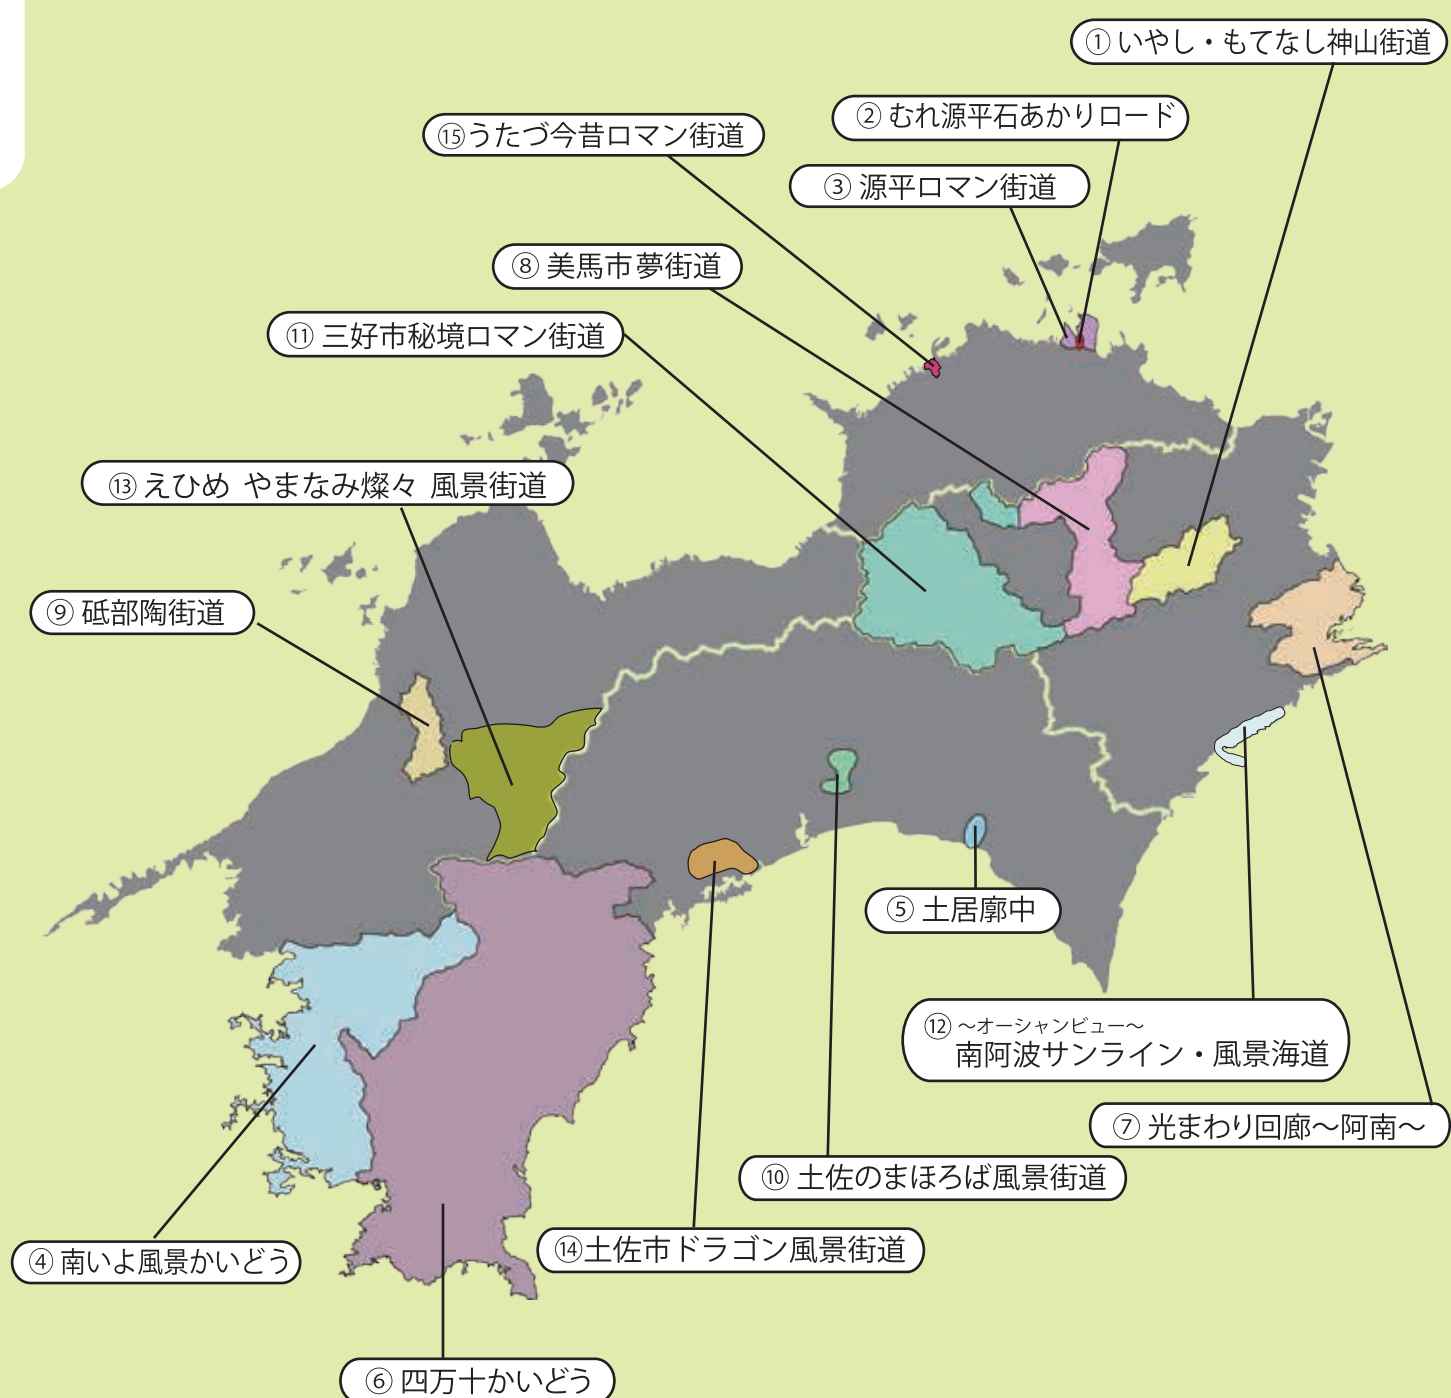 ① いやし・もてなし神山街道
② むれ源平石あかりロード
⑮うたづ今昔ロマン街道
③ 源平ロマン街道
⑧ 美馬市夢街道
⑪ 三好市秘境ロマン街道
⑬ えひめ やまなみ燦々 風景街道
⑨ 砥部陶街道
⑤ 土居廓中
⑫ ～オーシャンビュー～
南阿波サンライン・風景海道
⑦ 光まわり回廊～阿南～
⑩ 土佐のまほろば風景街道
⑭土佐市ドラゴン風景街道
④ 南いよ風景かいどう
⑥ 四万十かいどう